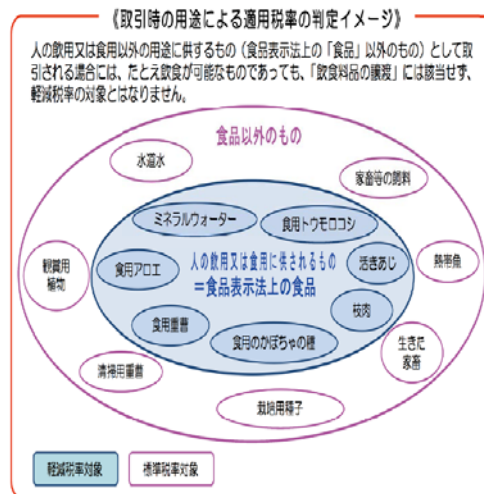 《取引時の用途による適用税率の判定イメージ》
人の飲用又は食用以外の用途に供するもの（食品表示法上の「食品」以外のもの）として取
引される場合には、たとえ飲食が可能なものであっても、「飲食料品の譲渡」には該当せず、
軽減税率の対象とはなりません。
食品以外のもの
水道水
家畜等の飼料
ミネラルウォーター
食用トウモロコシ
観賞用
植物
食用アロエ
人の飲用又は食用に供されるもの
＝食品表示法上の食品
活きあじ
熱帯魚
食用重曹
枝肉
食用のかぼちゃの種
生きた
家畜
清掃用重曹
栽培用種子
軽減税率対象
標準税率対象